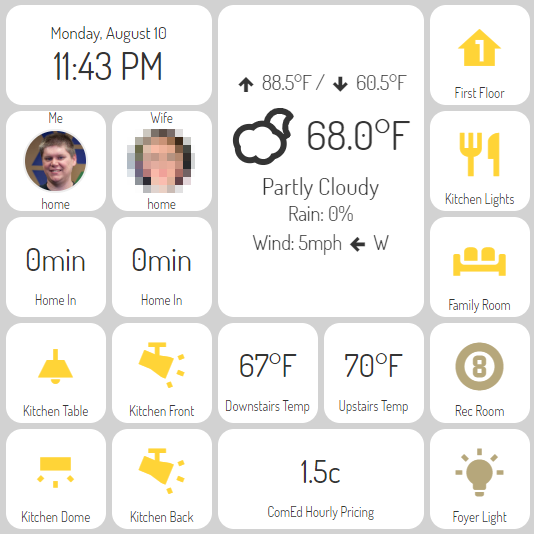 Monday, August 10
11:43 PM
Me
home
Wife
home
0min
Home In
0min
Home In
88.5°F / 60.5°F
68.0°F
Partly Cloudy
Rain: 0%
Wind: 5mph W
1
First Floor
Kitchen Lights
Family Room
Kitchen Table
Kitchen Front
67°F
Downstairs Temp
70°F
Upstairs Temp
8
Rec Room
Kitchen Dome
Kitchen Back
1.5c
ComEd Hourly Pricing
Foyer Light